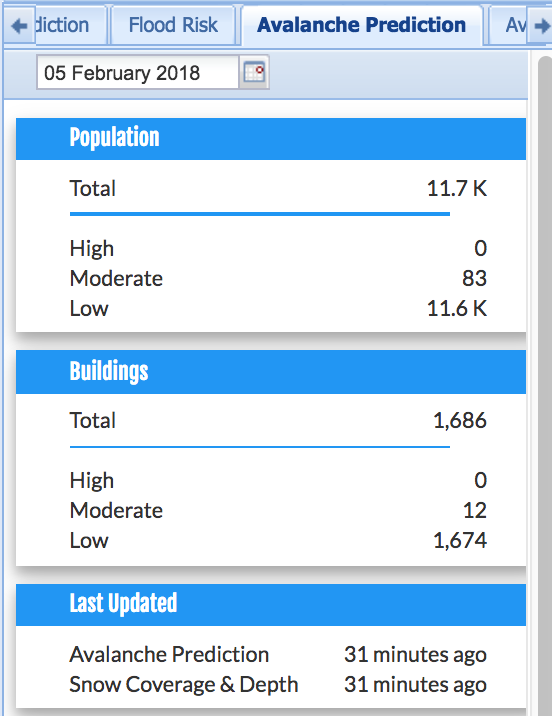 diction Flood Risk Avalanche Prediction Av
05 February 2018
Population
Total 11.7 K
High 0
Moderate 83
Low 11.6 K
Buildings
Total 1,686
High 0
Moderate 12
Low 1,674
Last Updated
Avalanche Prediction 31 minutes ago
Snow Coverage & Depth 31 minutes ago